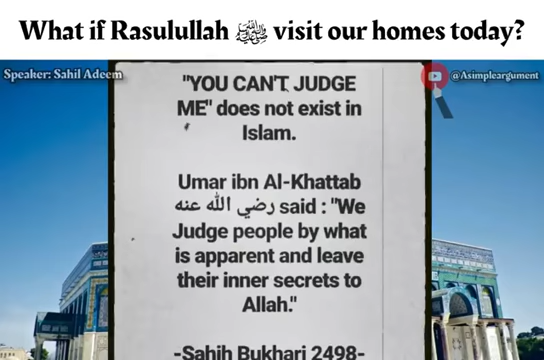 What if Rasulullah ﷺ visit our homes today?
Speaker: Sahil Adeem
@Asimpleargument
"YOU CAN'T JUDGE
ME" does not exist in
Islam.
Umar ibn Al-Khattab
رضي الله عنه said : "We
Judge people by what
is apparent and leave
their inner secrets to
Allah."
-Sahih Bukhari 2498-